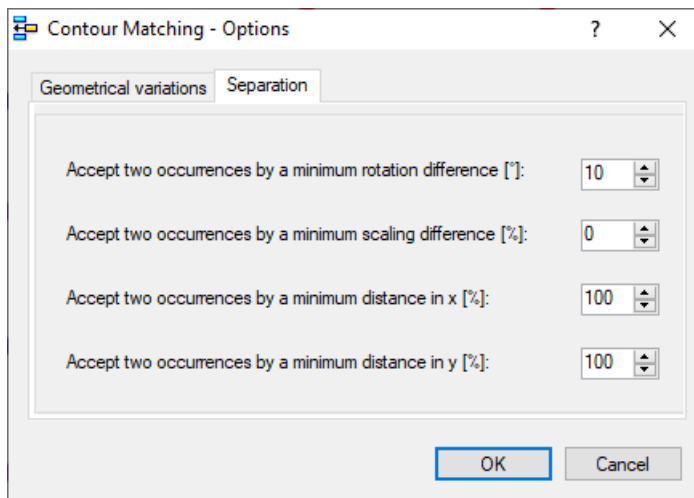 Contour Matching - Options
Geometrical variations Separation
Accept two occurrences by a minimum rotation difference [°]: 10
Accept two occurrences by a minimum scaling difference [%]: 0
Accept two occurrences by a minimum distance in x [%]: 100
Accept two occurrences by a minimum distance in y [%]: 100
OK Cancel